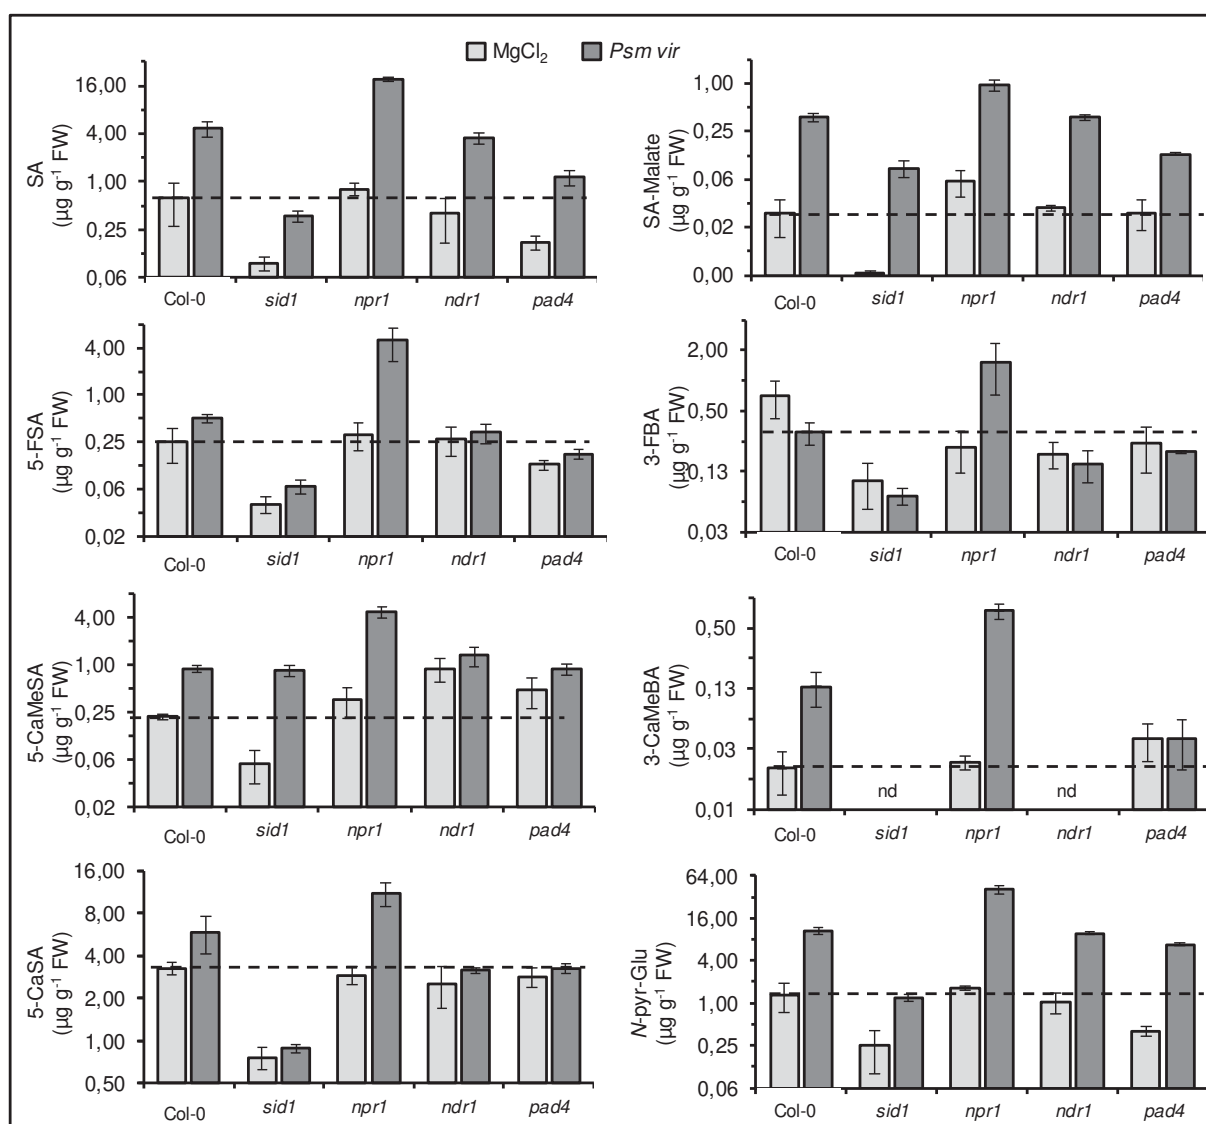 MgCl2 Psm vir
SA
(µg g-1 FW)
16,00
4,00
1,00
0,25
0,06
Col-0 sid1 npr1 ndr1 pad4
SA-Malate
(µg g-1 FW)
1,00
0,25
0,06
0,02
0,00
Col-0 sid1 npr1 ndr1 pad4
5-FSA
(µg g-1 FW)
4,00
1,00
0,25
0,06
0,02
Col-0 sid1 npr1 ndr1 pad4
3-FBA
(µg g-1 FW)
2,00
0,50
0,13
0,03
Col-0 sid1 npr1 ndr1 pad4
5-CaMeSA
(µg g-1 FW)
4,00
1,00
0,25
0,06
0,02
Col-0 sid1 npr1 ndr1 pad4
3-CaMeBA
(µg g-1 FW)
0,50
0,13
0,03
0,01
nd nd
Col-0 sid1 npr1 ndr1 pad4
5-CaSA
(µg g-1 FW)
16,00
8,00
4,00
2,00
1,00
0,50
Col-0 sid1 npr1 ndr1 pad4
N-pyr-Glu
(µg g-1 FW)
64,00
16,00
4,00
1,00
0,25
0,06
Col-0 sid1 npr1 ndr1 pad4